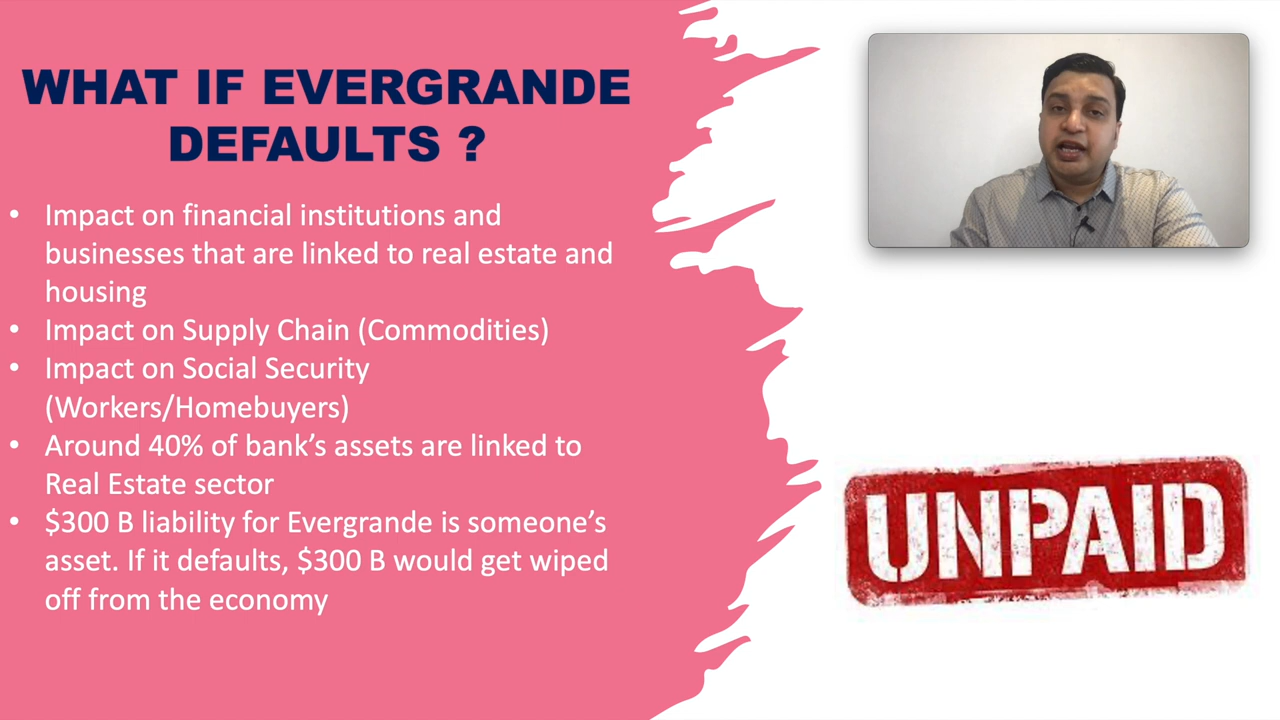 WHAT IF EVERGRANDE
DEFAULTS ?
• Impact on financial institutions and
businesses that are linked to real estate and
housing
• Impact on Supply Chain (Commodities)
• Impact on Social Security
(Workers/Homebuyers)
• Around 40% of bank’s assets are linked to
Real Estate sector
• $300 B liability for Evergrande is someone’s
asset. If it defaults, $300 B would get wiped
off from the economy
UNPAID